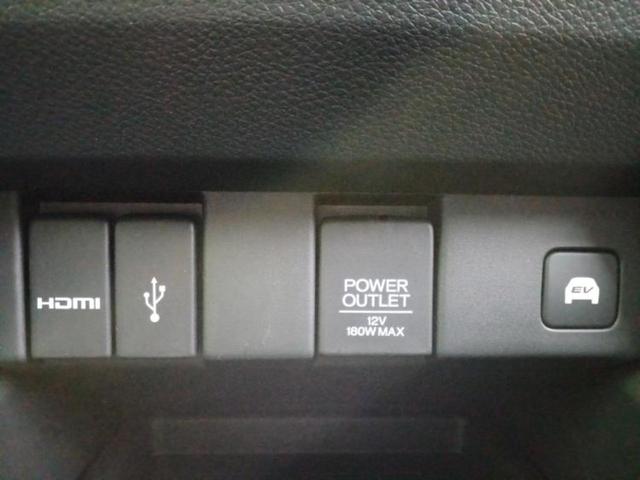 HDMI
POWER
OUTLET
12V
180W MAX
EV